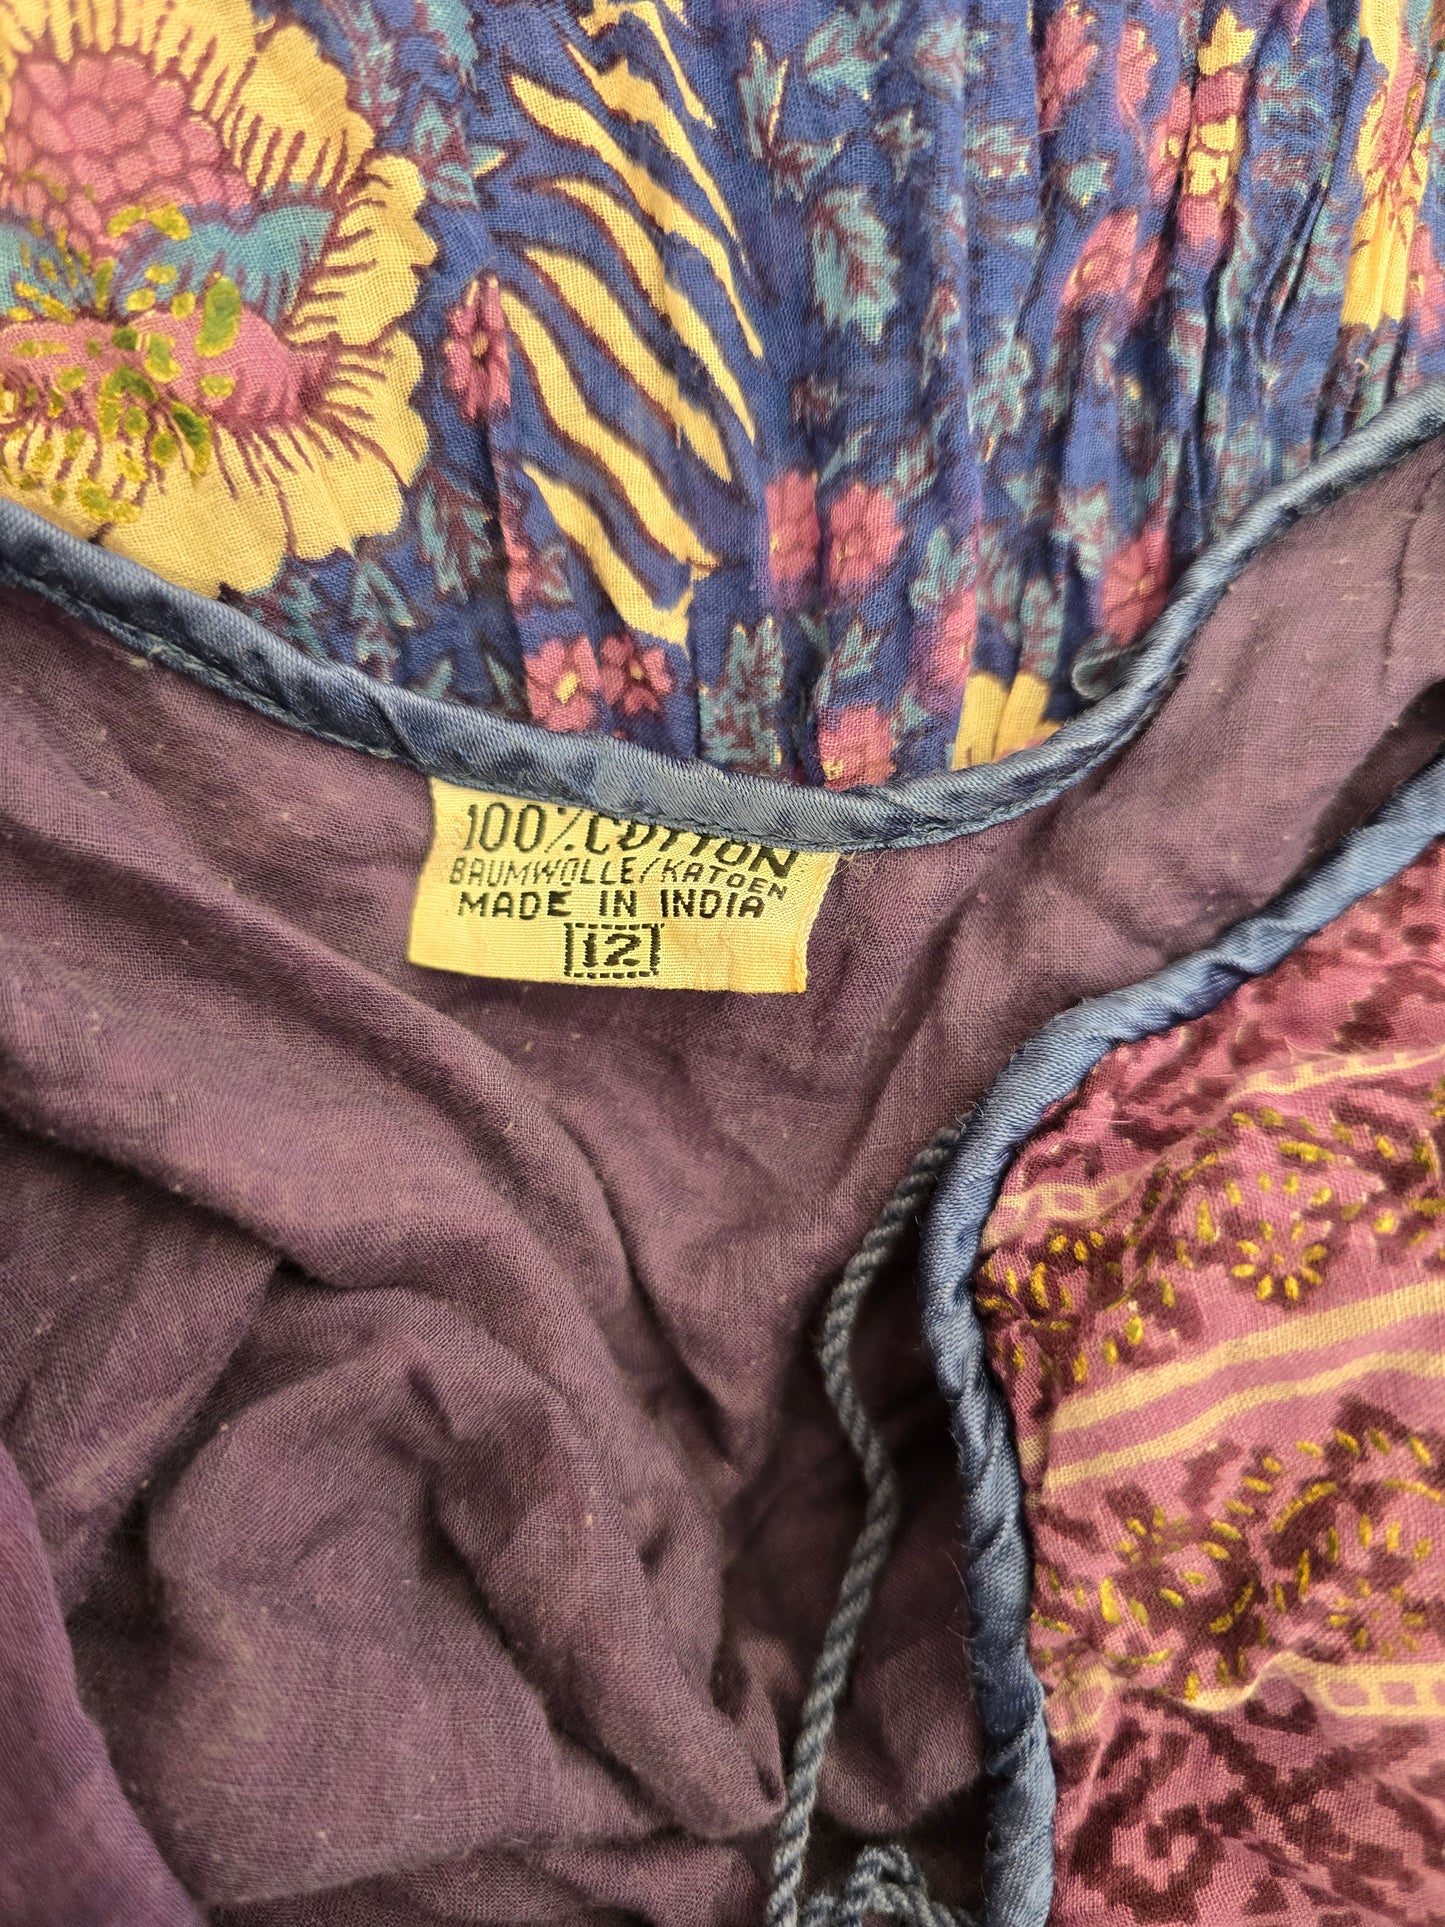 100% COTTON
BAUMWOLLE/KATOEN
MADE IN INDIA
12